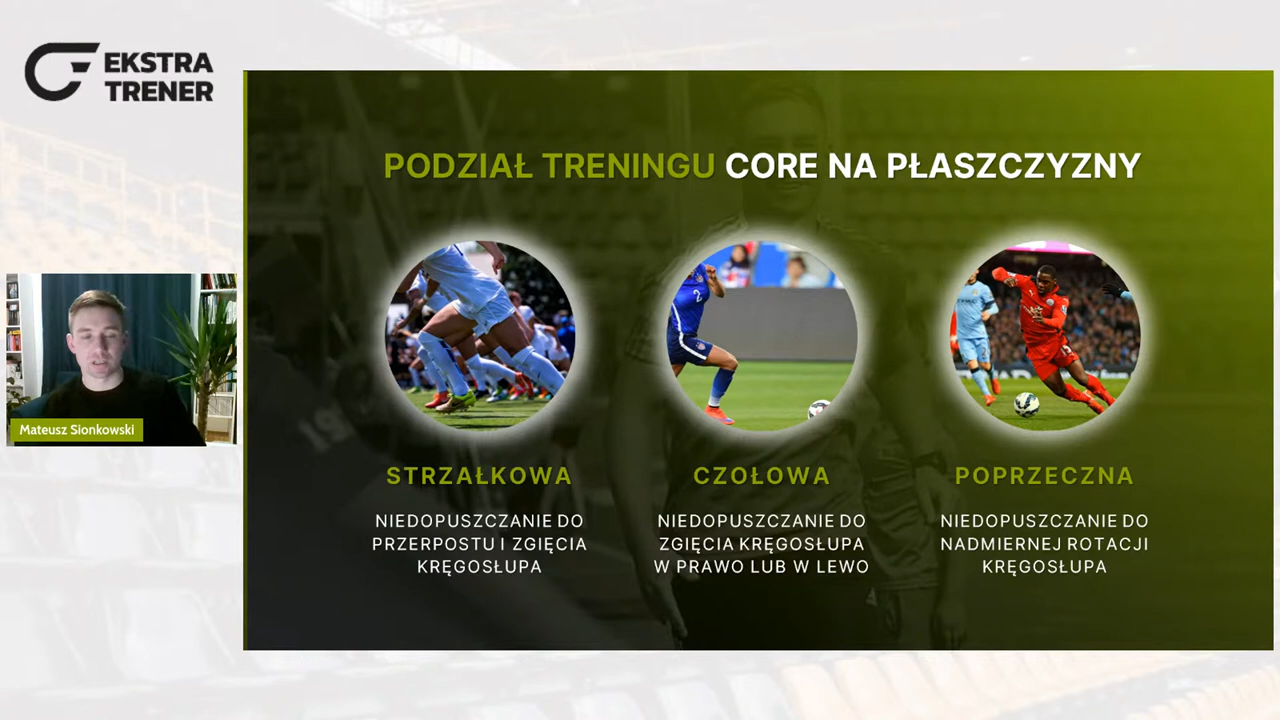 EKSTRA
TRENER
PODZIAŁ TRENINGU CORE NA PŁASZCZYZNY
STRZAŁKOWA
NIEDOPUSZCZANIE DO
PRZERPOSTU I ZGIĘCIA
KRĘGOSŁUPA
CZOŁOWA
NIEDOPUSZCZANIE DO
ZGIĘCIA KRĘGOSŁUPA
W PRAWO LUB W LEWO
POPRZECZNA
NIEDOPUSZCZANIE DO
NADMIERNEJ ROTACJI
KRĘGOSŁUPA
Mateusz Sionkowski